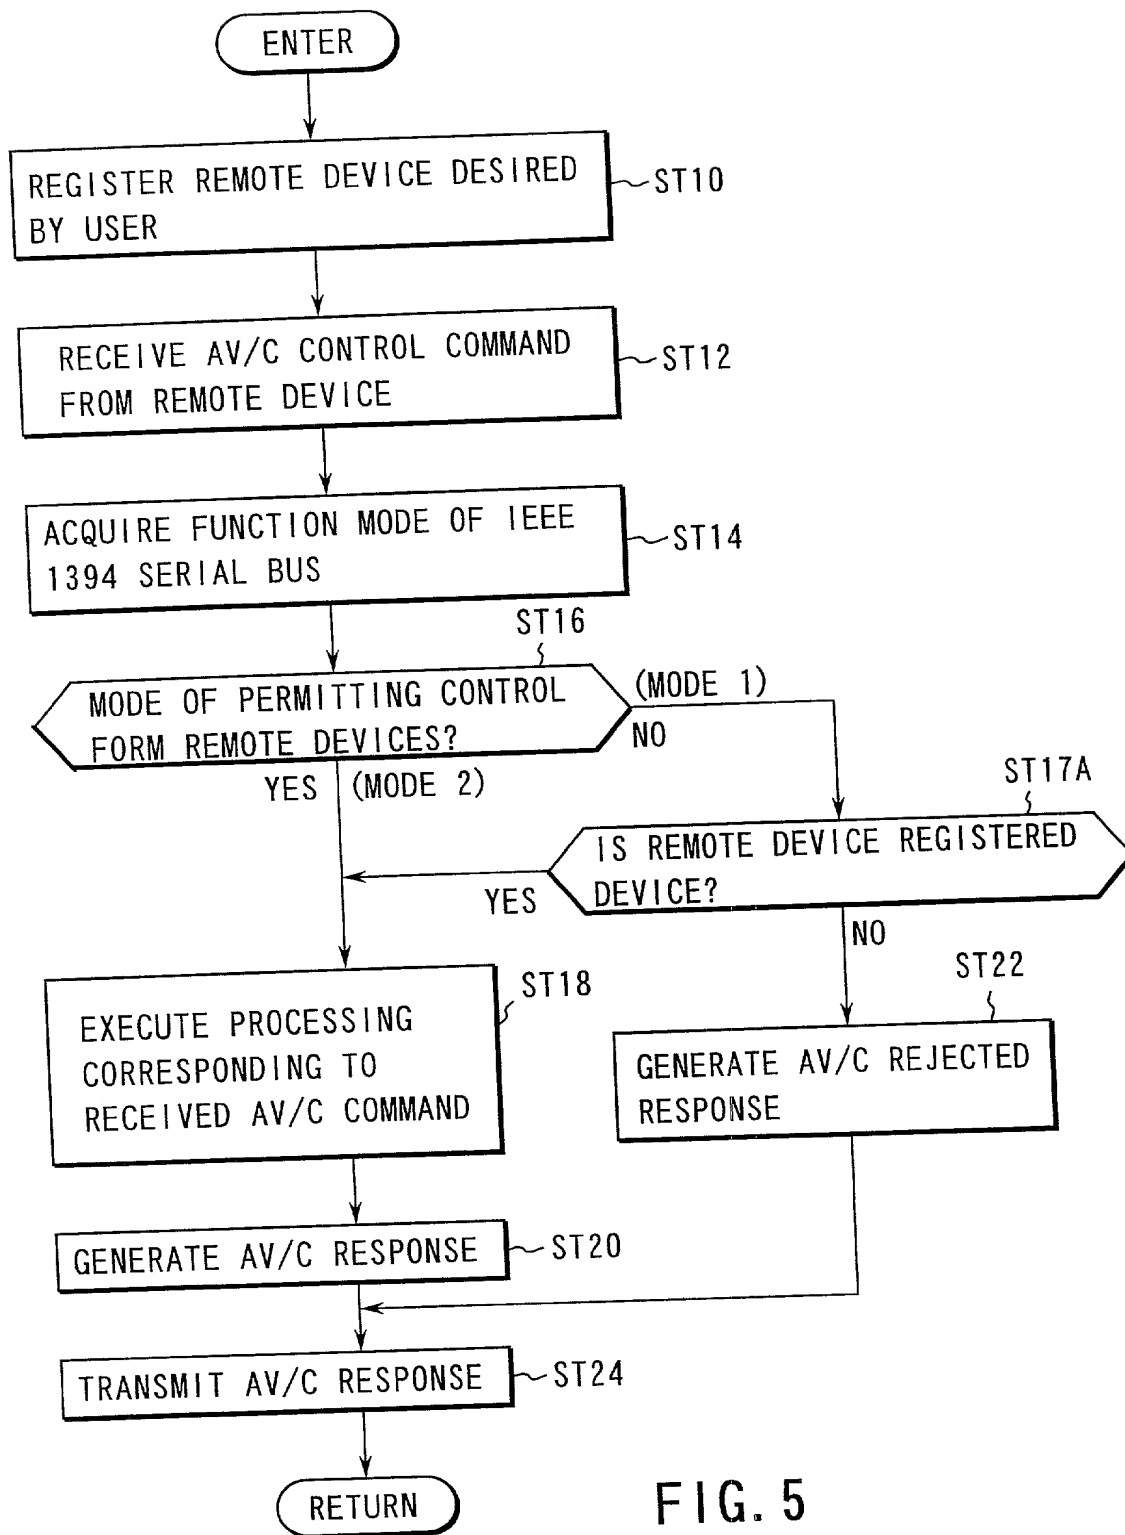 ENTER
REGISTER REMOTE DEVICE DESIRED
BY USER
ST10
RECEIVE AV/C CONTROL COMMAND
FROM REMOTE DEVICE
ST12
ACQUIRE FUNCTION MODE OF IEEE
1394 SERIAL BUS
ST14
ST16
MODE OF PERMITTING CONTROL
FORM REMOTE DEVICES?
(MODE 1)
NO
YES (MODE 2)
ST17A
IS REMOTE DEVICE REGISTERED
DEVICE?
YES
NO
ST18
EXECUTE PROCESSING
CORRESPONDING TO
RECEIVED AV/C COMMAND
ST22
GENERATE AV/C REJECTED
RESPONSE
GENERATE AV/C RESPONSE
ST20
TRANSMIT AV/C RESPONSE
ST24
RETURN
FIG. 5